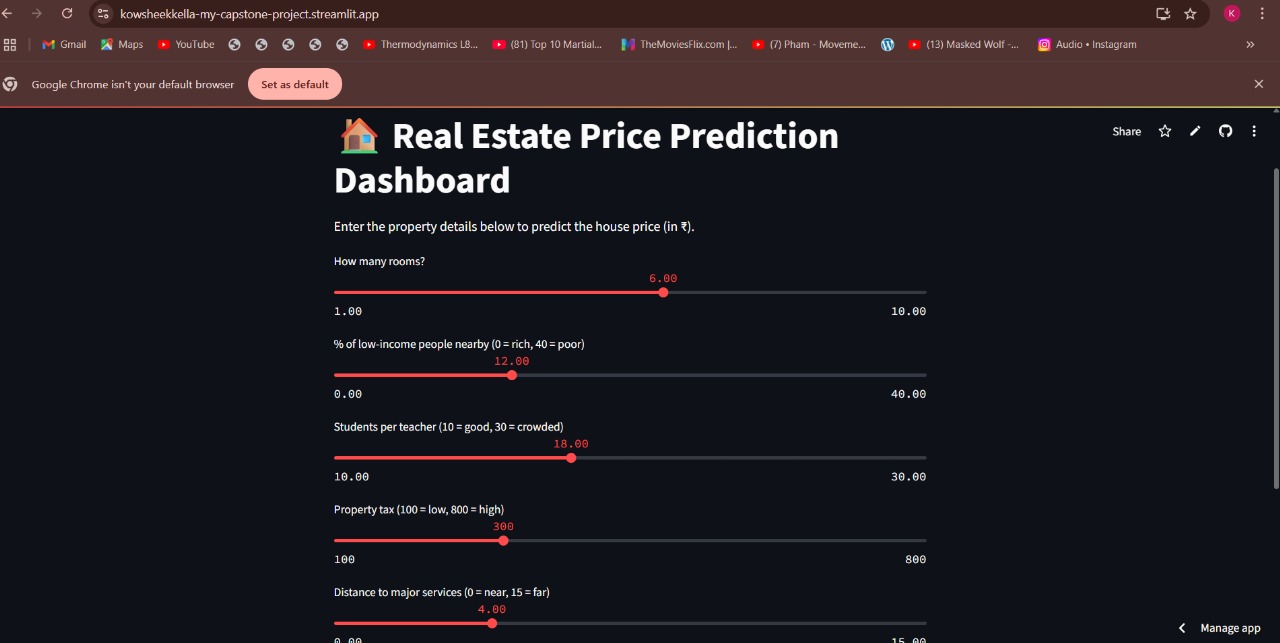 kowsheekkella-my-capstone-project.streamlit.app
K
Gmail
Maps
YouTube
Thermodynamics L8...
(81) Top 10 Martial...
TheMoviesFlix.com |...
(7) Pham - Moveme...
(13) Masked Wolf -...
Audio • Instagram
»
Google Chrome isn't your default browser
Set as default
Share
Real Estate Price Prediction
Dashboard
Enter the property details below to predict the house price (in ₹).
How many rooms?
6.00
1.00 10.00
% of low-income people nearby (0 = rich, 40 = poor)
12.00
0.00 40.00
Students per teacher (10 = good, 30 = crowded)
18.00
10.00 30.00
Property tax (100 = low, 800 = high)
300
100 800
Distance to major services (0 = near, 15 = far)
4.00
0.00 15.00
Manage app